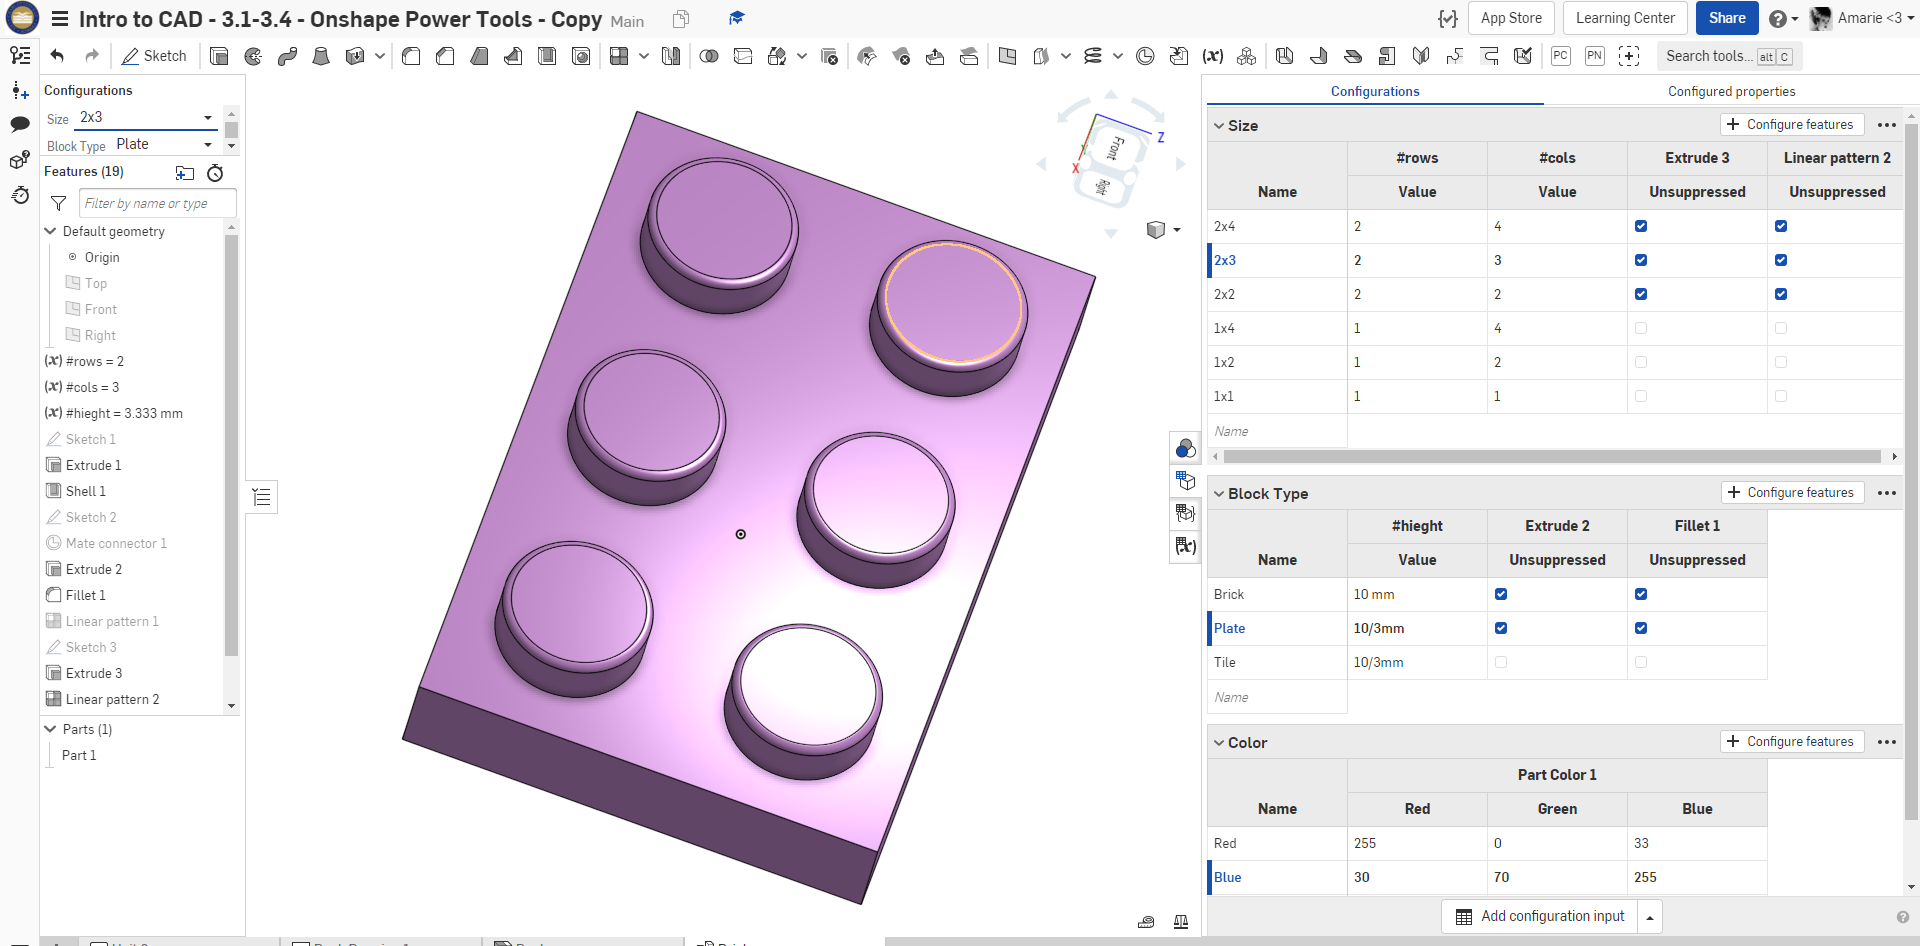 Intro to CAD - 3.1-3.4 - Onshape Power Tools - Copy Main
App Store
Learning Center
Share
Amarie <3
Sketch
PC
PN
Search tools... alt C
Configurations
Size 2x3
Block Type Plate
Features (19)
Filter by name or type
Default geometry
Origin
Top
Front
Right
(x) #rows = 2
(x) #cols = 3
(x) #hieght = 3.333 mm
Sketch 1
Extrude 1
Shell 1
Sketch 2
Mate connector 1
Extrude 2
Fillet 1
Linear pattern 1
Sketch 3
Extrude 3
Linear pattern 2
Parts (1)
Part 1
Front
Right
X
Y
Z
Configurations
Configured properties
Size
Configure features
#rows #cols Extrude 3 Linear pattern 2
Name Value Value Unsuppressed Unsuppressed
2x4 2 4
2x3 2 3
2x2 2 2
1x4 1 4
1x2 1 2
1x1 1 1
Name
Block Type
Configure features
#hieght Extrude 2 Fillet 1
Name Value Unsuppressed Unsuppressed
Brick 10 mm
Plate 10/3mm
Tile 10/3mm
Name
Color
Configure features
Part Color 1
Name Red Green Blue
Red 255 0 33
Blue 30 70 255
Add configuration input